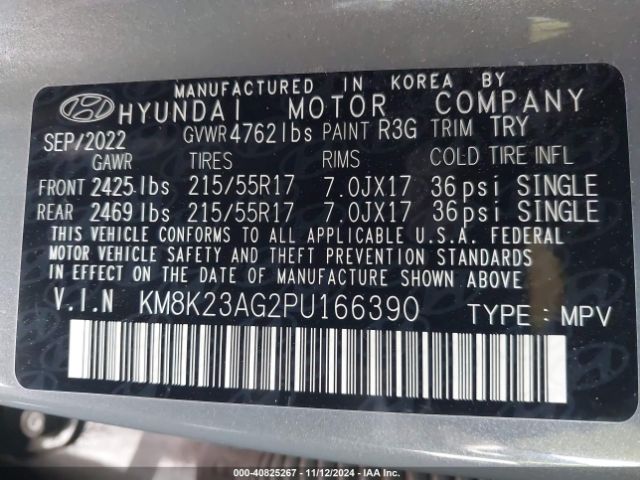 MANUFACTURED IN KOREA BY
HYUNDAI MOTOR COMPANY
SEP/2022 GVWR 4762lbs PAINT R3G TRIM TRY
GAWR TIRES RIMS COLD TIRE INFL
FRONT 2425lbs 215/55R17 7.0JX17 36psi SINGLE
REAR 2469lbs 215/55R17 7.0JX17 36psi SINGLE
THIS VEHICLE CONFORMS TO ALL APPLICABLE U.S.A. FEDERAL
MOTOR VEHICLE SAFETY AND THEFT PREVENTION STANDARDS
IN EFFECT ON THE DATE OF MANUFACTURE SHOWN ABOVE.
V.I.N KM8K23AG2PU166390 TYPE : MPV
000-40825267 - 11/12/2024 - IAA Inc.